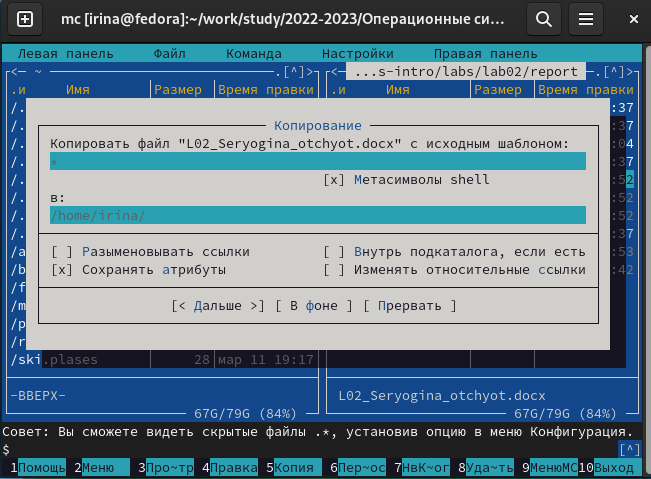 mc [irina@fedora]:~/work/study/2022-2023/Операционные си...
Левая панель Файл Команда Настройки Правая панель
~ .[^]> ...s-intro/labs/lab02/report .[^]>
.и Имя Размер Время правки .и Имя Размер Время правки
/. :37
Копирование
/. :37
Копировать файл "L02_Seryogina_otchyot.docx" с исходным шаблоном:
/. :04
*
/. :37
[x] Метасимволы shell
/. :52
в:
/. :52
/home/irina/
/. :52
/. :37
/a [ ] Разыменовывать ссылки [ ] Внутрь подкаталога, если есть :53
/b [x] Сохранять атрибуты [ ] Изменять относительные ссылки :42
/f
/m [< Дальше >] [ В фоне ] [ Прервать ]
/p
/r
/ski.plases 28 мар 11 19:17
-ВВЕРХ- L02_Seryogina_otchyot.docx
67G/79G (84%) 67G/79G (84%)
Совет: Вы сможете видеть скрытые файлы .*, установив опцию в меню Конфигурация.
$ [^]
1Помощь 2Меню 3Про~тр 4Правка 5Копия 6Пер~ос 7НвК~ог 8Уда~ть 9МенюМС10Выход